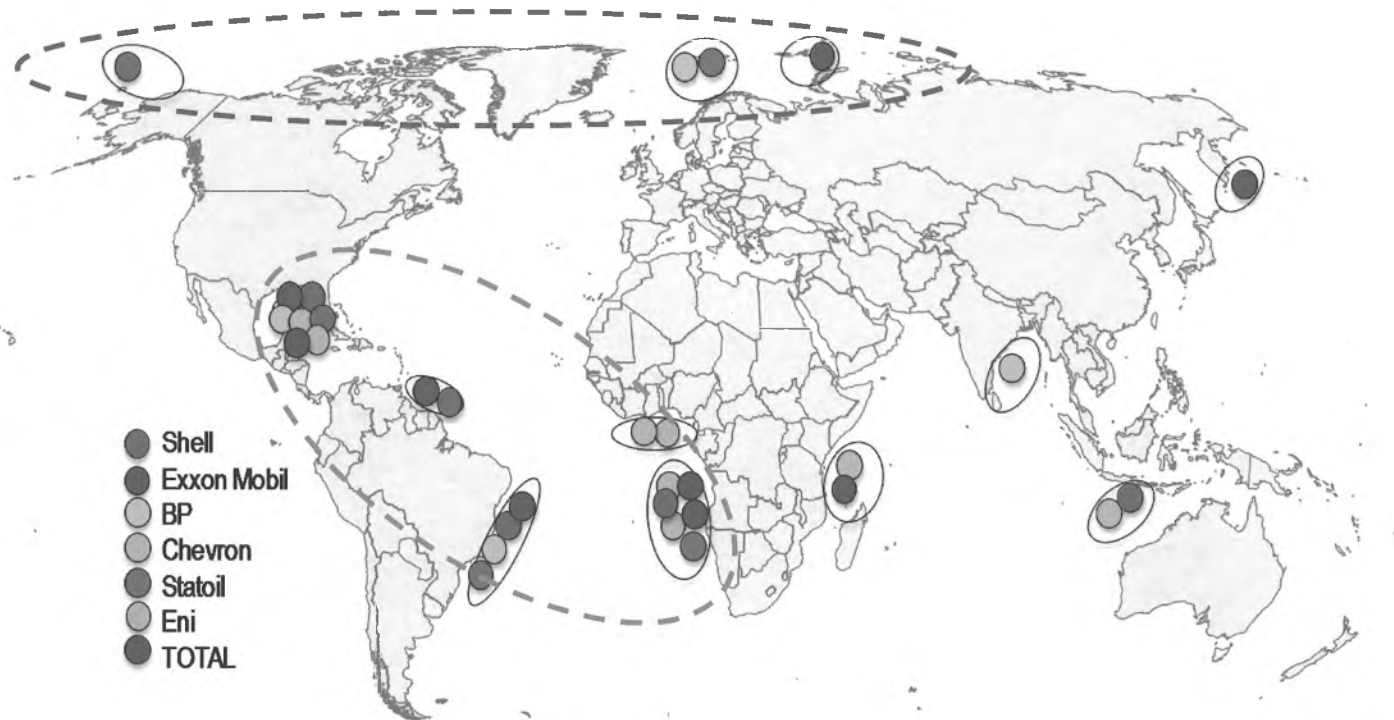 Shell
Exxon Mobil
BP
Chevron
Statoil
Eni
TOTAL